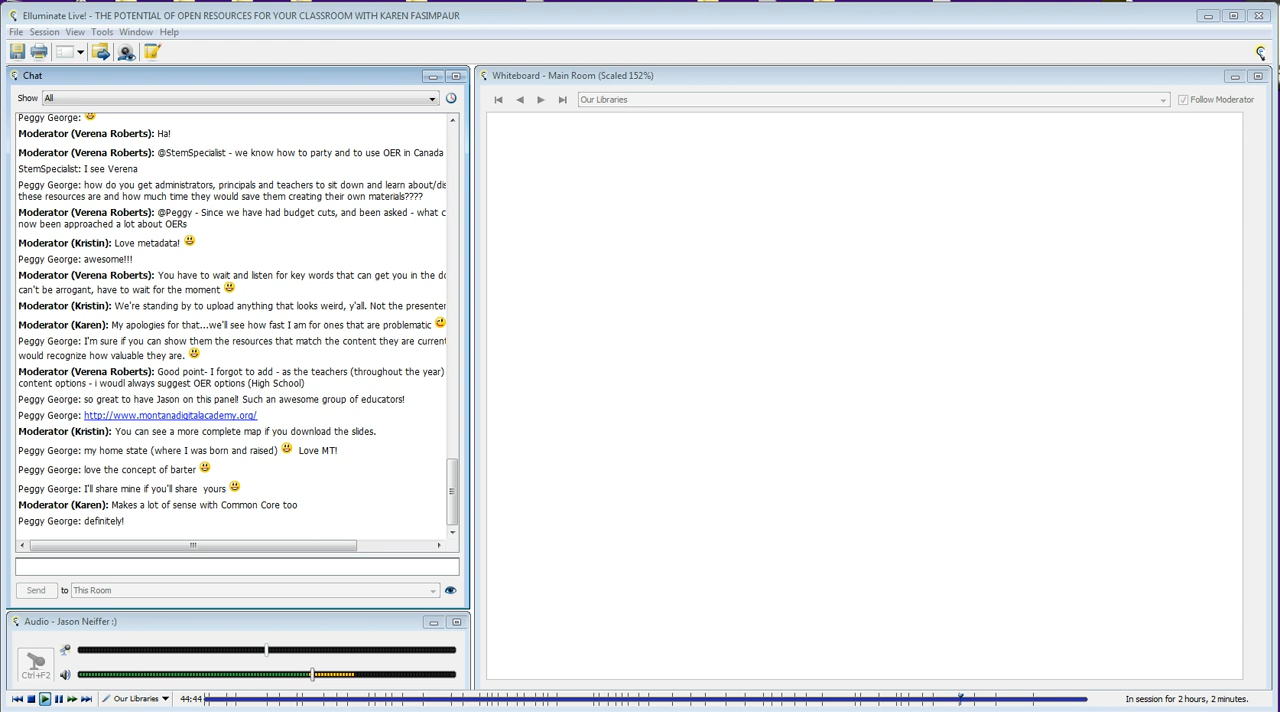 Elluminate Live! - THE POTENTIAL OF OPEN RESOURCES FOR YOUR CLASSROOM WITH KAREN FASIMPAUR
File Session View Tools Window Help
Chat
Show All
Peggy George:
Moderator (Verena Roberts): Ha!
Moderator (Verena Roberts): @StemSpecialist - we know how to party and to use OER in Canada
StemSpecialist: I see Verena
Peggy George: how do you get administrators, principals and teachers to sit down and learn about/dis
these resources are and how much time they would save them creating their own materials????
Moderator (Verena Roberts): @Peggy - Since we have had budget cuts, and been asked - what c
now been approached a lot about OERs
Moderator (Kristin): Love metadata!
Peggy George: awesome!!!
Moderator (Verena Roberts): You have to wait and listen for key words that can get you in the do
can't be arrogant, have to wait for the moment
Moderator (Kristin): We're standing by to upload anything that looks weird, y'all. Not the presenter
Moderator (Karen): My apologies for that...we'll see how fast I am for ones that are problematic
Peggy George: I'm sure if you can show them the resources that match the content they are current
would recognize how valuable they are.
Moderator (Verena Roberts): Good point- I forgot to add - as the teachers (throughout the year)
content options - i woudl always suggest OER options (High School)
Peggy George: so great to have Jason on this panel! Such an awesome group of educators!
Peggy George: http://www.montanadigitalacademy.org/
Moderator (Kristin): You can see a more complete map if you download the slides.
Peggy George: my home state (where I was born and raised) Love MT!
Peggy George: love the concept of barter
Peggy George: I'll share mine if you'll share yours
Moderator (Karen): Makes a lot of sense with Common Core too
Peggy George: definitely!
Send to This Room
Audio - Jason Neiffer :)
Ctrl+F2
Whiteboard - Main Room (Scaled 152%)
Our Libraries
Follow Moderator
Our Libraries 44:44
In session for 2 hours, 2 minutes.